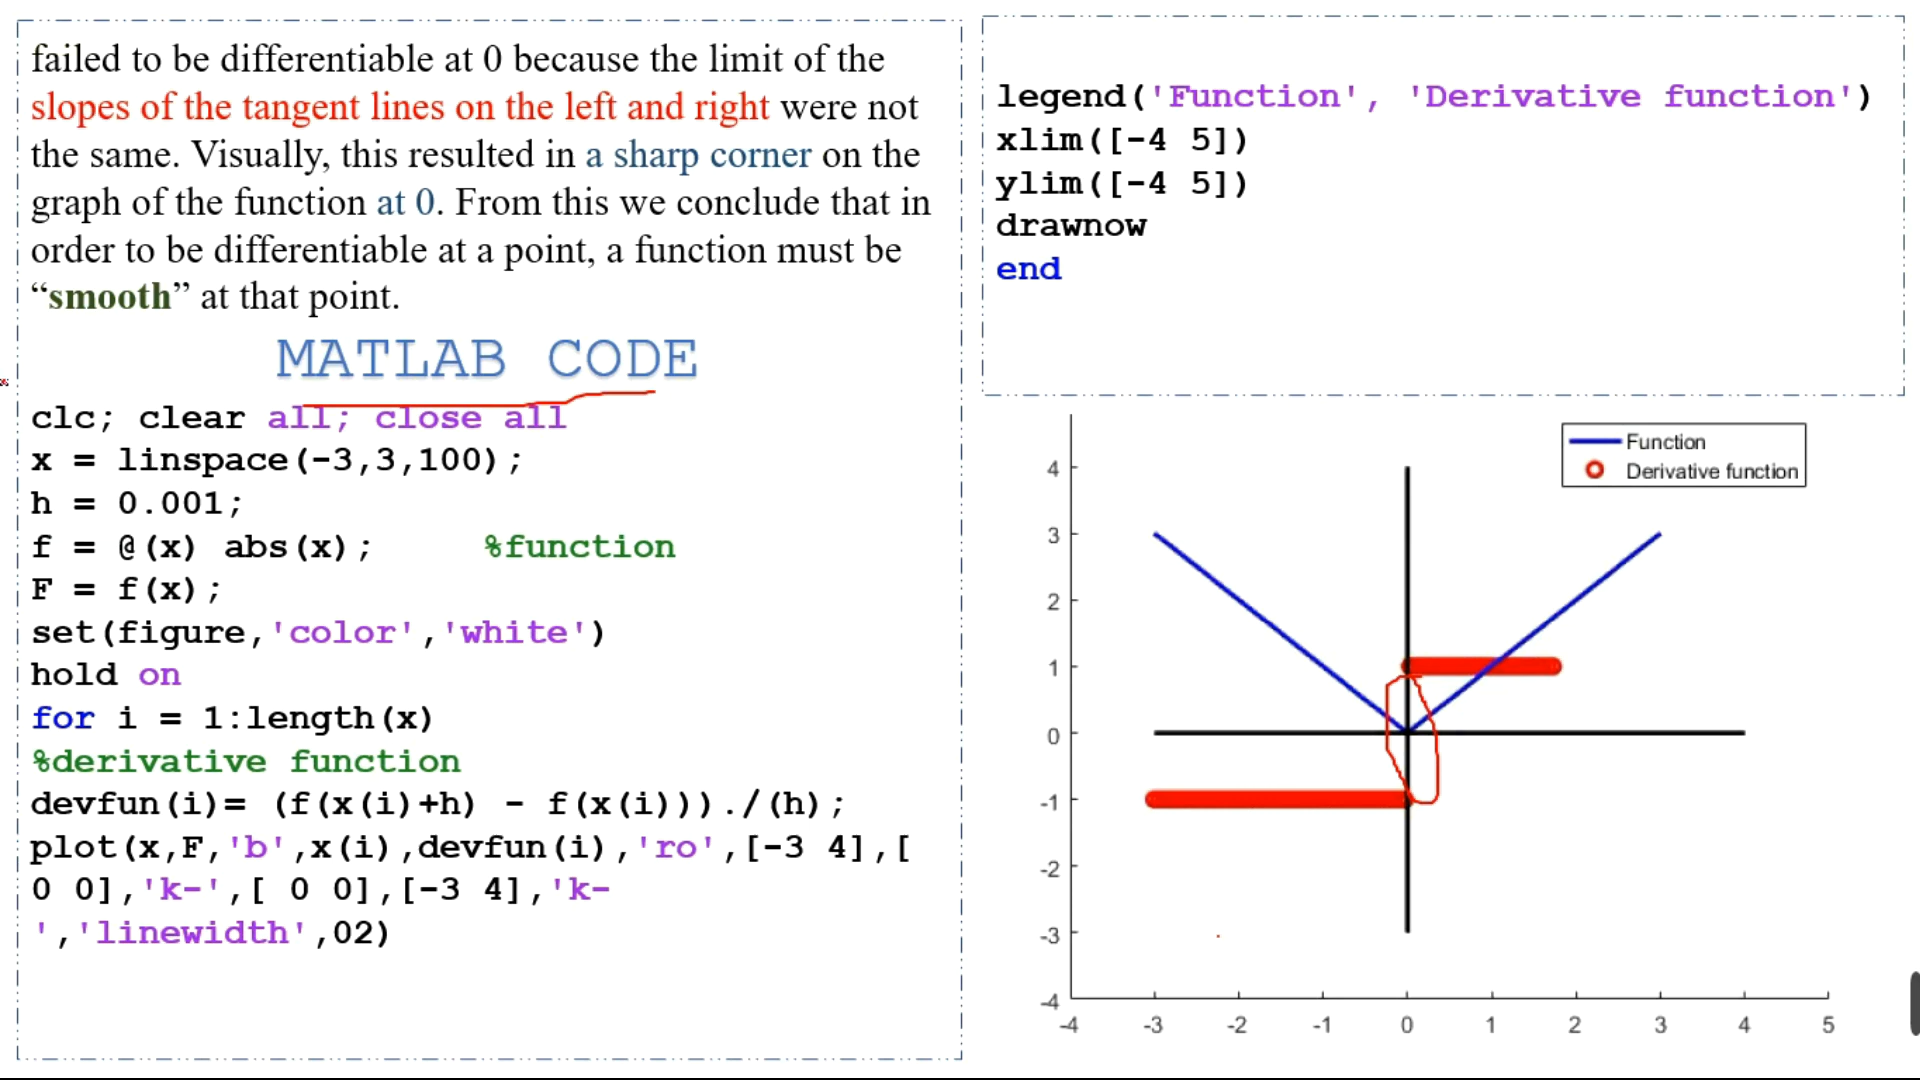 failed to be differentiable at 0 because the limit of the
slopes of the tangent lines on the left and right were not
the same. Visually, this resulted in a sharp corner on the
graph of the function at 0. From this we conclude that in
order to be differentiable at a point, a function must be
“smooth” at that point.
MATLAB CODE
clc; clear all; close all
x = linspace(-3,3,100);
h = 0.001;
f = @(x) abs(x);     %function
F = f(x);
set(figure,'color','white')
hold on
for i = 1:length(x)
%derivative function
devfun(i)= (f(x(i)+h) - f(x(i)))./(h);
plot(x,F,'b',x(i),devfun(i),'ro',[-3 4],[
0 0],'k-',[ 0 0],[-3 4],'k-
','linewidth',02)
legend('Function', 'Derivative function')
xlim([-4 5])
ylim([-4 5])
drawnow
end
Function
Derivative function
4
3
2
1
0
-1
-2
-3
-4
-4 -3 -2 -1 0 1 2 3 4 5